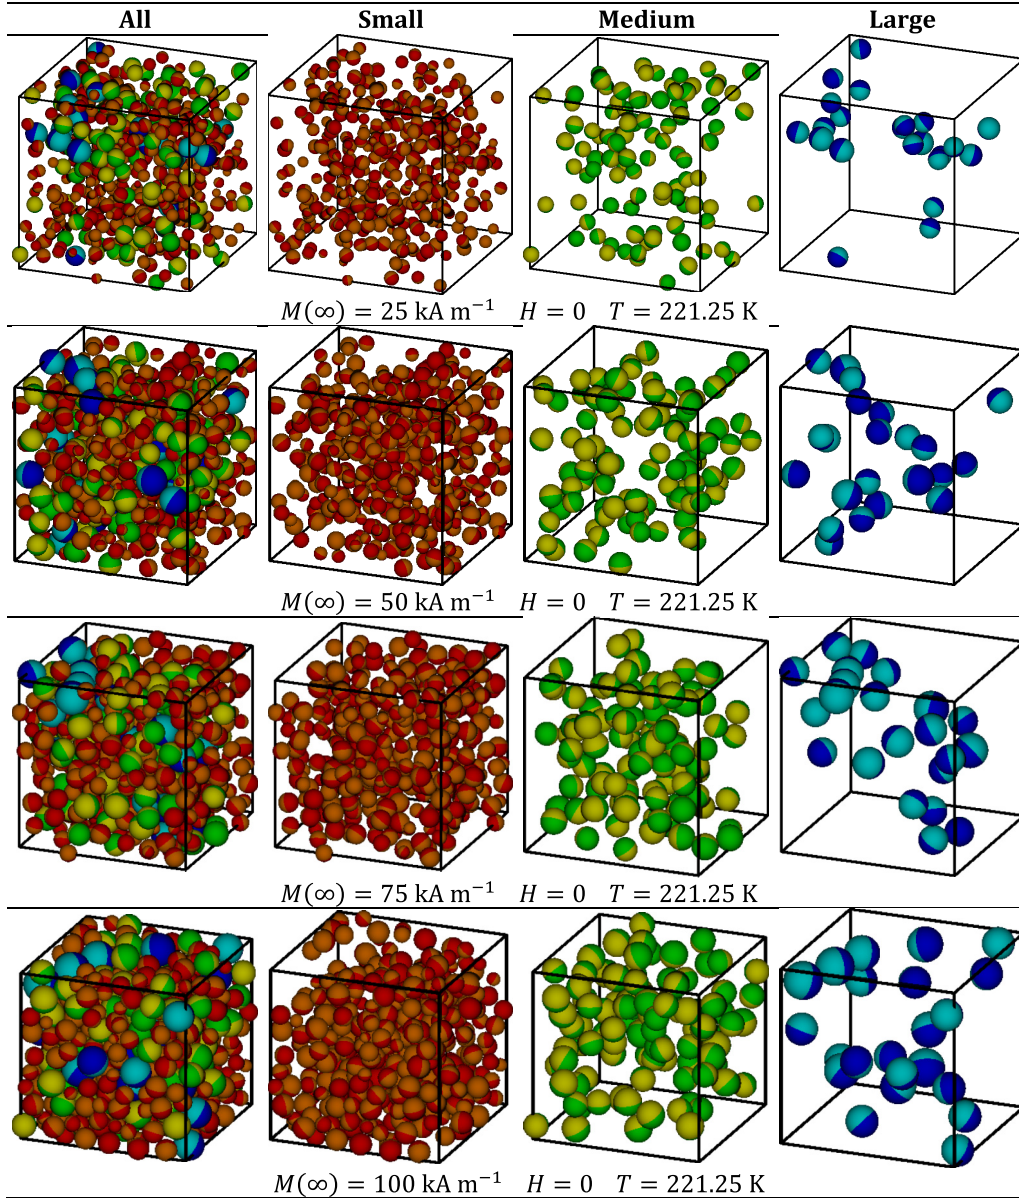 All Small Medium Large
M(∞) = 25 kA m⁻¹ H = 0 T = 221.25 K
M(∞) = 50 kA m⁻¹ H = 0 T = 221.25 K
M(∞) = 75 kA m⁻¹ H = 0 T = 221.25 K
M(∞) = 100 kA m⁻¹ H = 0 T = 221.25 K